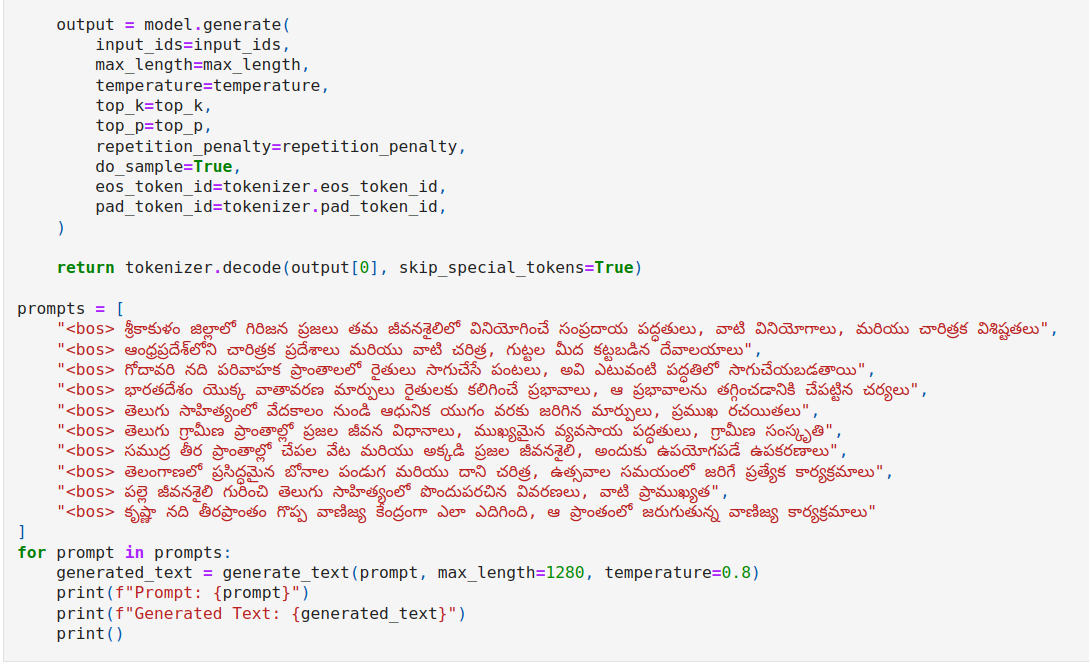 output = model.generate(
        input_ids=input_ids,
        max_length=max_length,
        temperature=temperature,
        top_k=top_k,
        top_p=top_p,
        repetition_penalty=repetition_penalty,
        do_sample=True,
        eos_token_id=tokenizer.eos_token_id,
        pad_token_id=tokenizer.pad_token_id,
    )
    return tokenizer.decode(output[0], skip_special_tokens=True)
prompts = [
    "<bos> శ్రీకాకుళం జిల్లాలో గిరిజన ప్రజలు తమ జీవనశైలిలో వినియోగించే సంప్రదాయ పద్ధతులు, వాటి వినియోగాలు, మరియు చారిత్రక విశిష్టతలు",
    "<bos> ఆంధ్రప్రదేశ్‌లోని చారిత్రక ప్రదేశాలు మరియు వాటి చరిత్ర, గుట్టల మీద కట్టబడిన దేవాలయాలు",
    "<bos> గోదావరి నది పరివాహక ప్రాంతాలలో రైతులు సాగుచేసే పంటలు, అవి ఎటువంటి పద్ధతిలో సాగుచేయబడతాయి",
    "<bos> భారతదేశం యొక్క వాతావరణ మార్పులు రైతులకు కలిగించే ప్రభావాలు, ఆ ప్రభావాలను తగ్గించడానికి చేపట్టిన చర్యలు",
    "<bos> తెలుగు సాహిత్యంలో వేదకాలం నుండి ఆధునిక యుగం వరకు జరిగిన మార్పులు, ప్రముఖ రచయితలు",
    "<bos> తెలుగు గ్రామీణ ప్రాంతాల్లో ప్రజల జీవన విధానాలు, ముఖ్యమైన వ్యవసాయ పద్ధతులు, గ్రామీణ సంస్కృతి",
    "<bos> సముద్ర తీర ప్రాంతాల్లో చేపల వేట మరియు అక్కడి ప్రజల జీవనశైలి, అందుకు ఉపయోగపడే ఉపకరణాలు",
    "<bos> తెలంగాణలో ప్రసిద్ధమైన బోనాల పండుగ మరియు దాని చరిత్ర, ఉత్సవాల సమయంలో జరిగే ప్రత్యేక కార్యక్రమాలు",
    "<bos> పల్లె జీవనశైలి గురించి తెలుగు సాహిత్యంలో పొందుపరచిన వివరణలు, వాటి ప్రాముఖ్యత",
    "<bos> కృష్ణా నది తీరప్రాంతం గొప్ప వాణిజ్య కేంద్రంగా ఎలా ఎదిగింది, ఆ ప్రాంతంలో జరుగుతున్న వాణిజ్య కార్యక్రమాలు"
]
for prompt in prompts:
    generated_text = generate_text(prompt, max_length=1280, temperature=0.8)
    print(f"Prompt: {prompt}")
    print(f"Generated Text: {generated_text}")
    print()